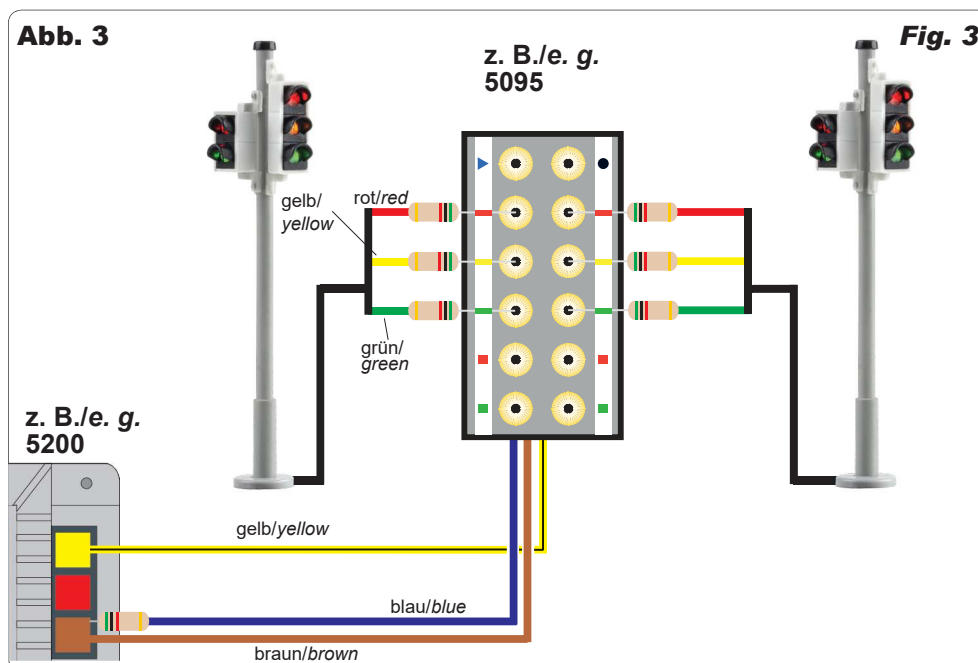 Abb. 3
Fig. 3
z. B./e. g.
5095
rot/red
gelb/
yellow
grün/
green
z. B./e. g.
5200
gelb/yellow
blau/blue
braun/brown